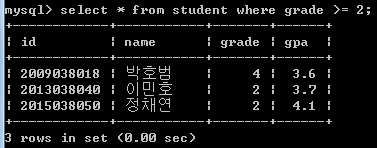 mysql> select * from student where grade >= 2;
+------------+--------+-------+------+
| id | name | grade | gpa |
+------------+--------+-------+------+
| 2009038018 | 박호범 | 4 | 3.6 |
| 2013038040 | 이민호 | 2 | 3.7 |
| 2015038050 | 정채연 | 2 | 4.1 |
+------------+--------+-------+------+
3 rows in set (0.00 sec)